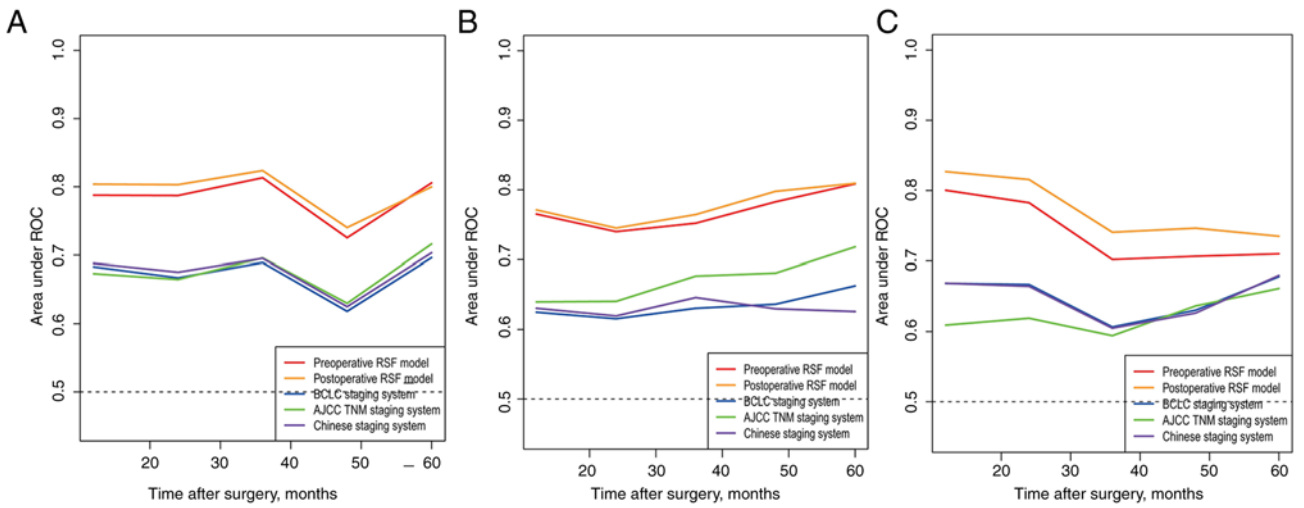 A
Area under ROC
1.0
0.9
0.8
0.7
0.6
0.5
Preoperative RSF model
Postoperative RSF model
BCLC staging system
AJCC TNM staging system
Chinese staging system
20
30
40
50
60
Time after surgery, months
B
Area under ROC
1.0
0.9
0.8
0.7
0.6
0.5
Preoperative RSF model
Postoperative RSF model
BCLC staging system
AJCC TNM staging system
Chinese staging system
20
30
40
50
60
Time after surgery, months
C
Area under ROC
1.0
0.9
0.8
0.7
0.6
0.5
Preoperative RSF model
Postoperative RSF model
BCLC staging system
AJCC TNM staging system
Chinese staging system
20
30
40
50
60
Time after surgery, months